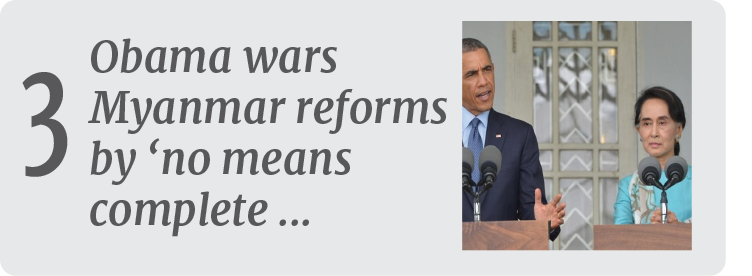 3
Obama wars
Myanmar reforms
by ‘no means
complete ...